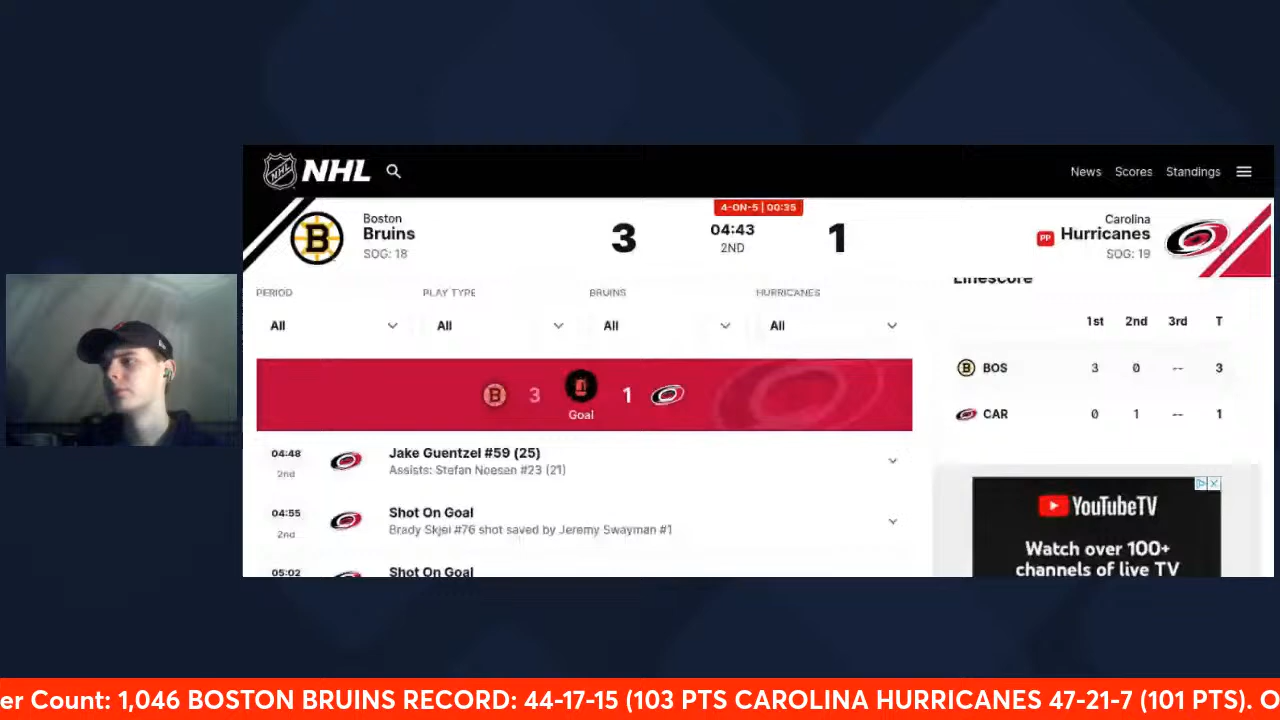 NHL
News Scores Standings
4-ON-5 | 00:35
Boston
Bruins
SOG: 18
3
04:43
2ND
1
Carolina
PP Hurricanes
SOG: 19
PERIOD PLAY TYPE BRUINS HURRICANES
All All All All
3 1
Goal
04:48
2nd
Jake Guentzel #59 (25)
Assists: Stefan Noesen #23 (21)
04:55
2nd
Shot On Goal
Brady Skjei #76 shot saved by Jeremy Swayman #1
05:02
Shot On Goal
Linescore
1st 2nd 3rd T
BOS 3 0 -- 3
CAR 0 1 -- 1
YouTubeTV
Watch over 100+
channels of live TV
er Count: 1,046 BOSTON BRUINS RECORD: 44-17-15 (103 PTS CAROLINA HURRICANES 47-21-7 (101 PTS). O